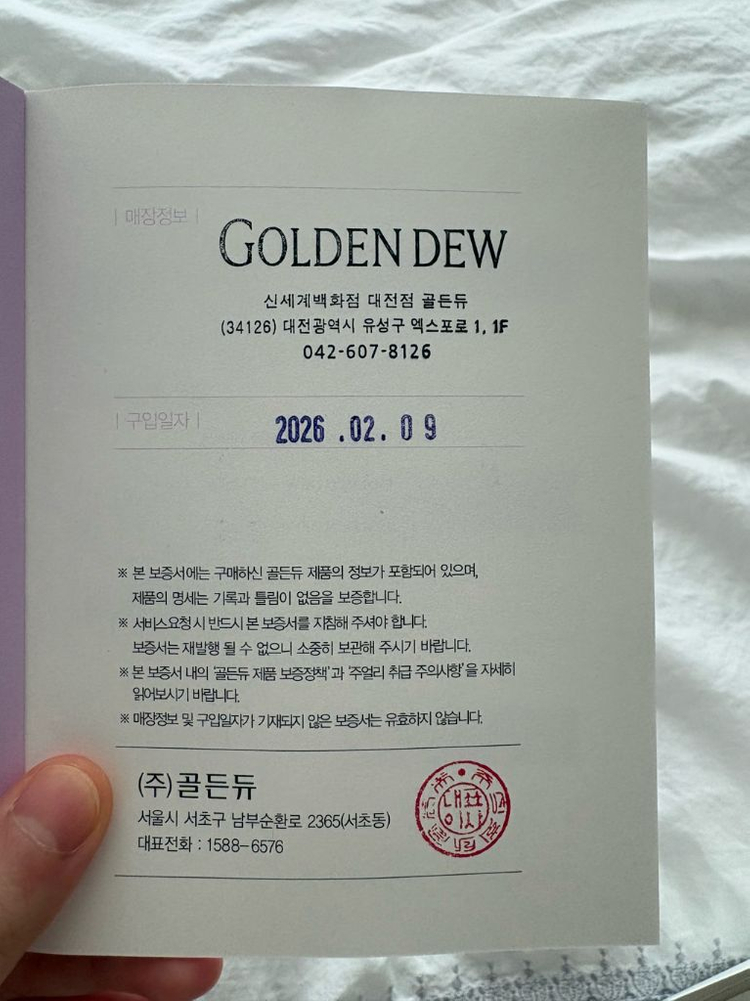 | 매장정보 |
GOLDEN DEW
신세계백화점 대전점 골든듀
(34126) 대전광역시 유성구 엑스포로 1, 1F
042-607-8126
| 구입일자 |
2026 .02. 0 9
※ 본 보증서에는 구매하신 골든듀 제품의 정보가 포함되어 있으며,
제품의 명세는 기록과 틀림이 없음을 보증합니다.
※ 서비스요청 시 반드시 본 보증서를 지참해 주셔야 합니다.
보증서는 재발행 될 수 없으니 소중히 보관해 주시기 바랍니다.
※ 본 보증서 내의 '골든듀 제품 보증정책'과 '주얼리 취급 주의사항'을 자세히
읽어보시기 바랍니다.
※ 매장정보 및 구입일자가 기재되지 않은 보증서는 유효하지 않습니다.
(주)골든듀
서울시 서초구 남부순환로 2365(서초동)
대표전화 : 1588-6576
대표
이사